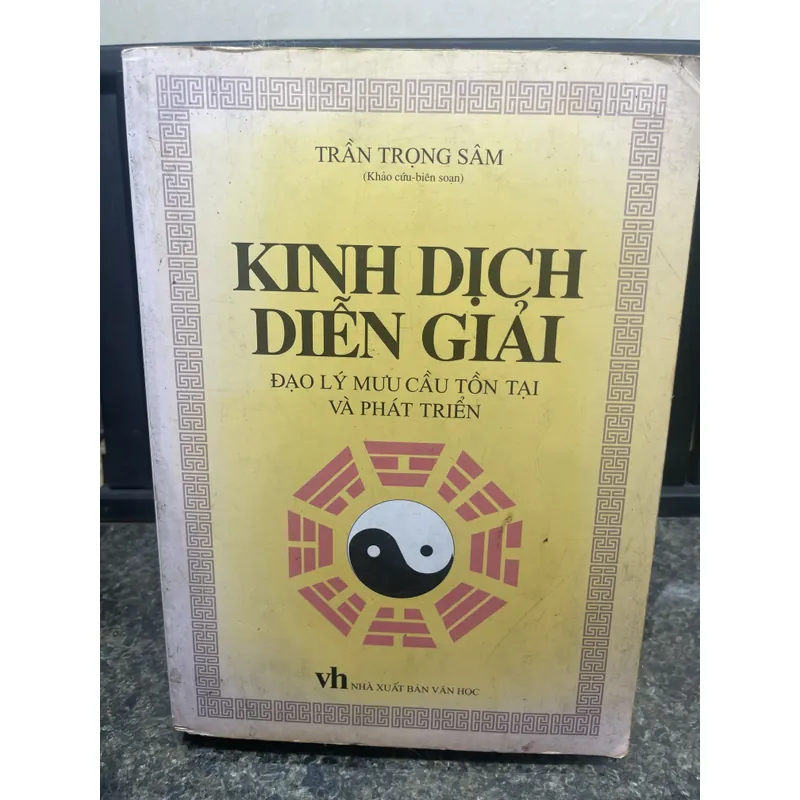 TRẦN TRỌNG SÂM
(Khảo cứu-biên soạn)
KINH DỊCH
DIỄN GIẢI
ĐẠO LÝ MƯU CẦU TỒN TẠI
VÀ PHÁT TRIỂN
vh NHÀ XUẤT BẢN VĂN HỌC